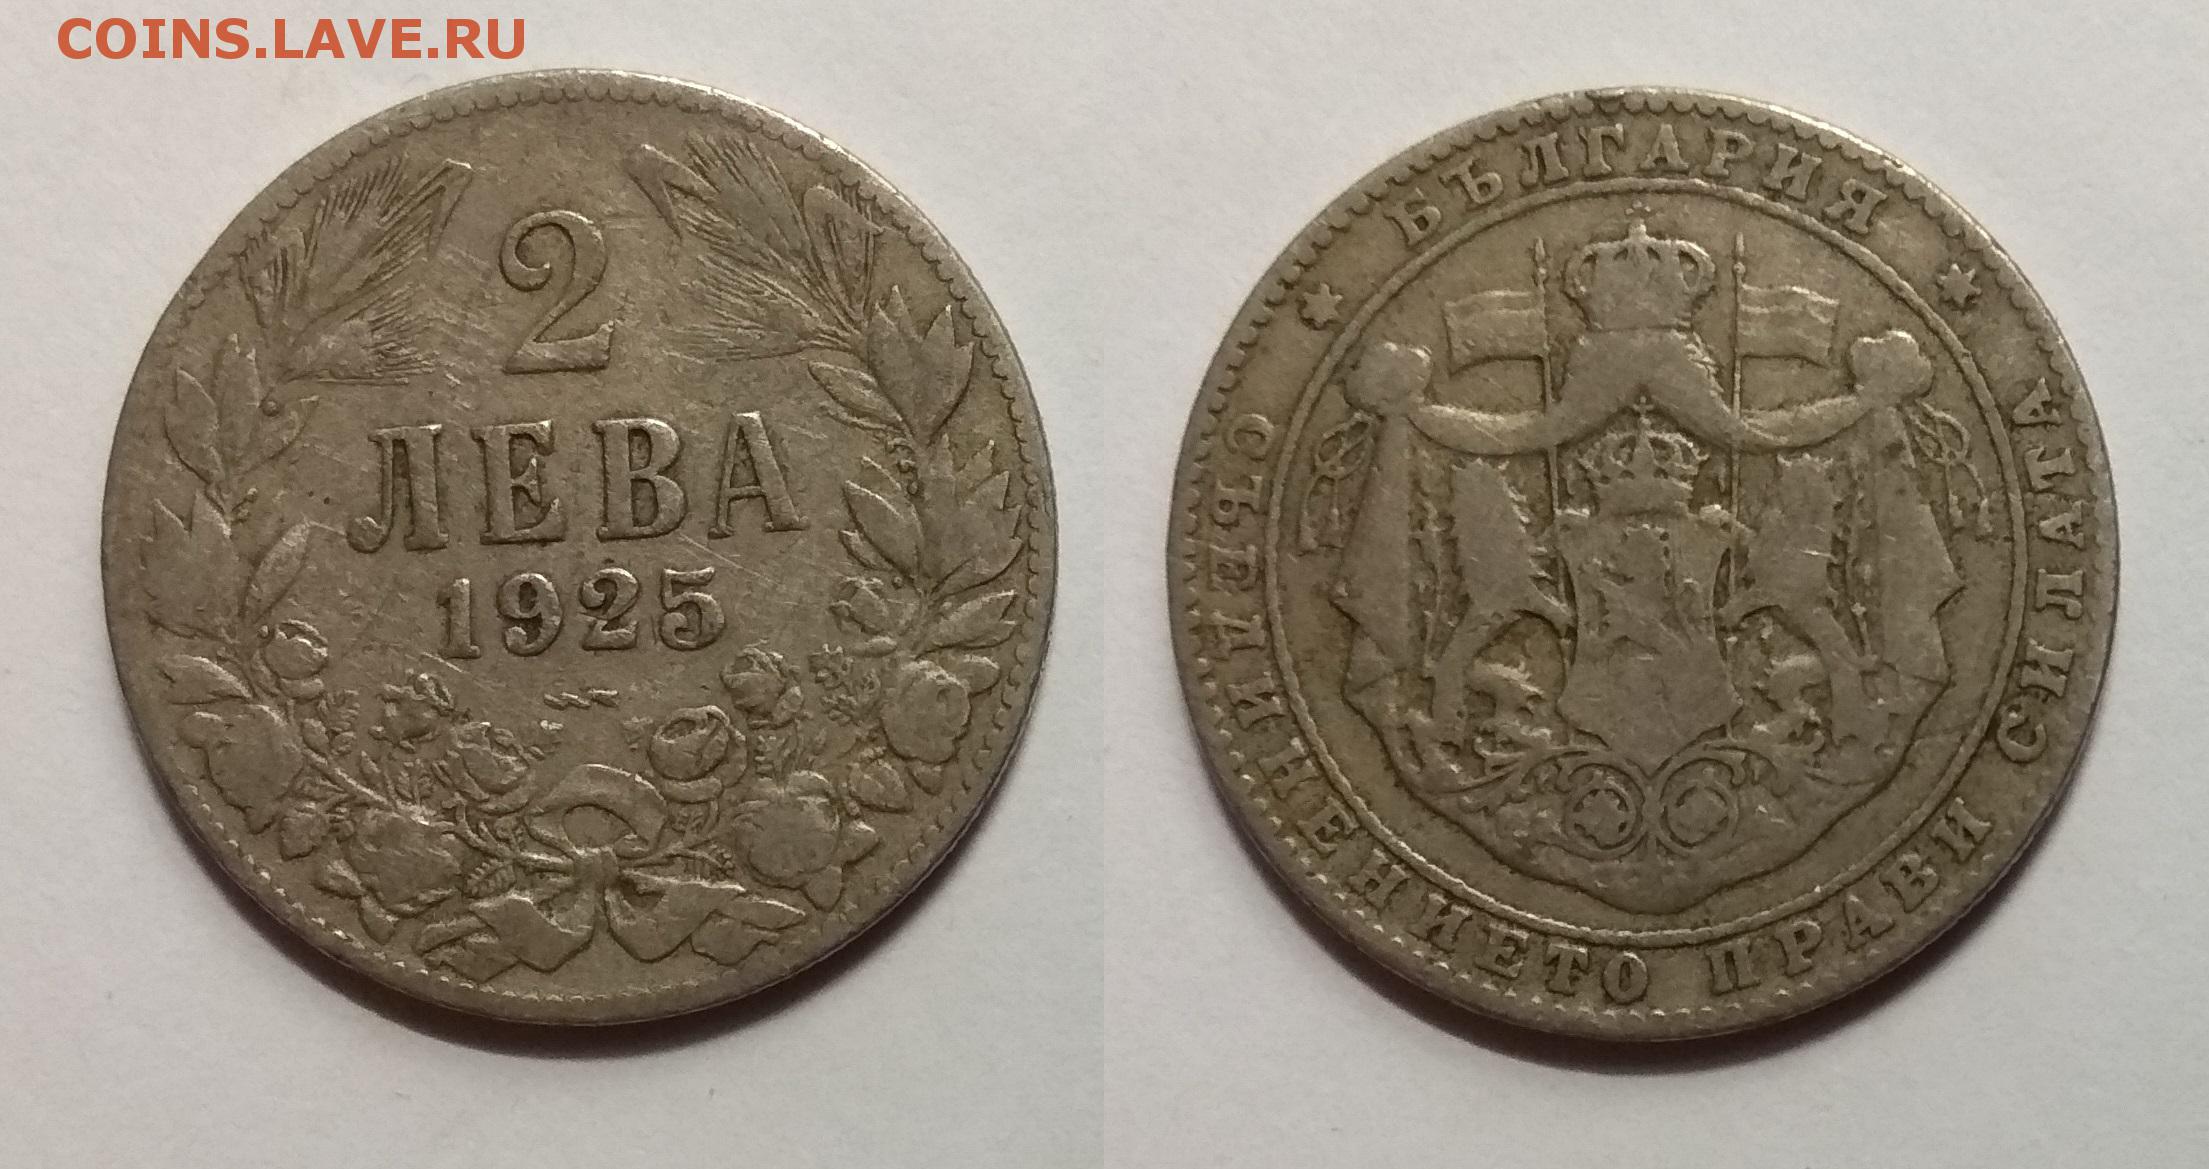 COINS.LAVE.RU
2
ЛЕВА
1925
БЪЛГАРИЯ
СЪЕДИНЕНИЕТО ПРАВИ СИЛАТА